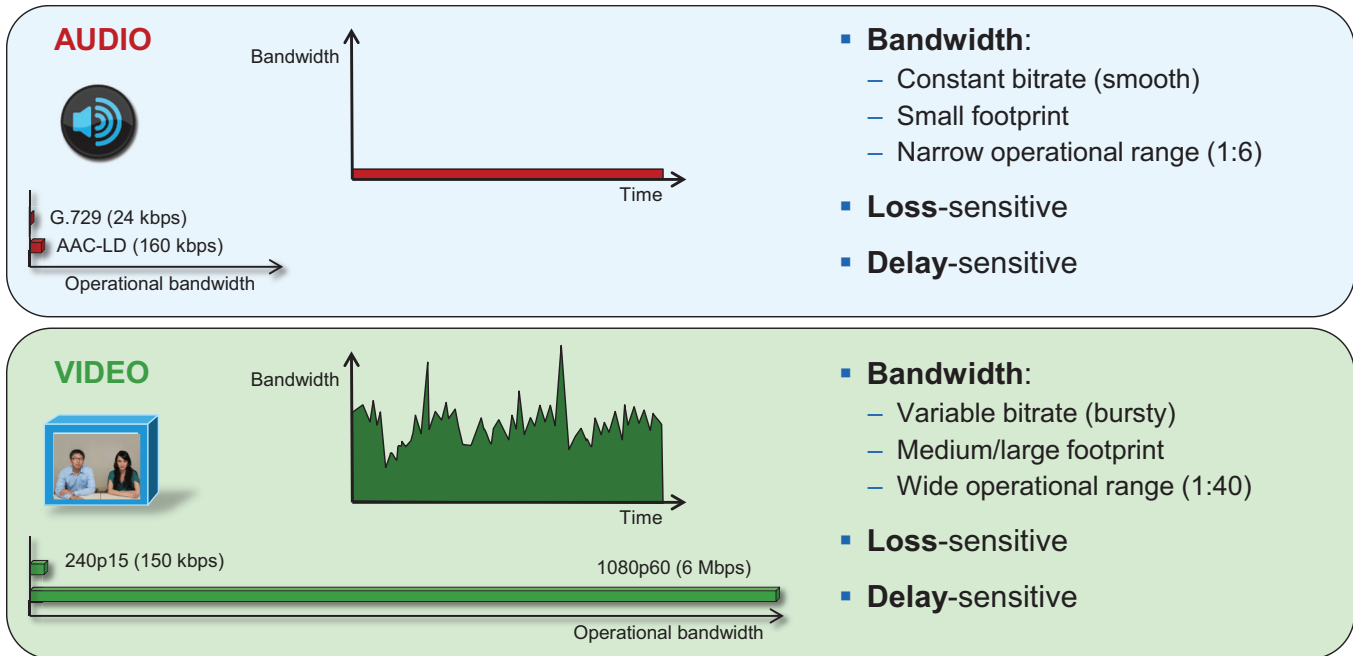 AUDIO
Bandwidth
Time
G.729 (24 kbps)
AAC-LD (160 kbps)
Operational bandwidth
▪ Bandwidth:
– Constant bitrate (smooth)
– Small footprint
– Narrow operational range (1:6)
▪ Loss-sensitive
▪ Delay-sensitive
VIDEO
Bandwidth
Time
240p15 (150 kbps)
1080p60 (6 Mbps)
Operational bandwidth
▪ Bandwidth:
– Variable bitrate (bursty)
– Medium/large footprint
– Wide operational range (1:40)
▪ Loss-sensitive
▪ Delay-sensitive